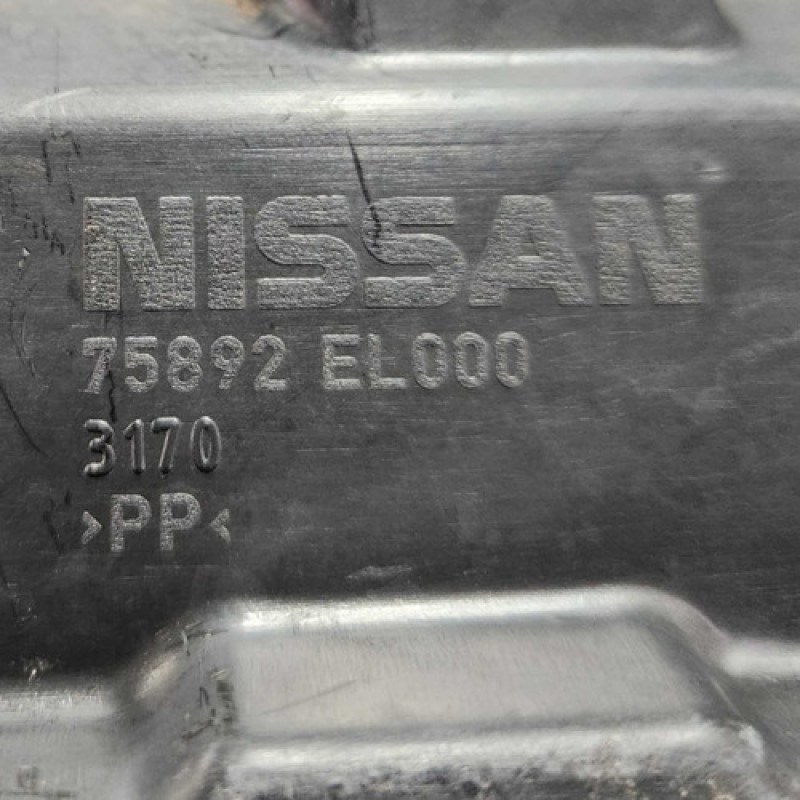 NISSAN
75892 EL000
3170
>PP<